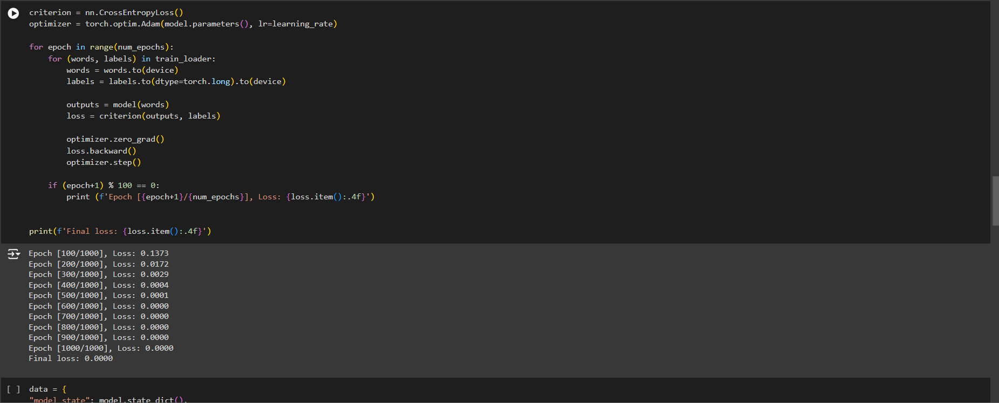 criterion = nn.CrossEntropyLoss()
optimizer = torch.optim.Adam(model.parameters(), lr=learning_rate)
for epoch in range(num_epochs):
for (words, labels) in train_loader:
words = words.to(device)
labels = labels.to(dtype=torch.long).to(device)
outputs = model(words)
loss = criterion(outputs, labels)
optimizer.zero_grad()
loss.backward()
optimizer.step()
if (epoch+1) % 100 == 0:
print (f'Epoch [{epoch+1}/{num_epochs}], Loss: {loss.item():.4f}')
print(f'Final loss: {loss.item():.4f}')
Epoch [100/1000], Loss: 0.1373
Epoch [200/1000], Loss: 0.0172
Epoch [300/1000], Loss: 0.0029
Epoch [400/1000], Loss: 0.0004
Epoch [500/1000], Loss: 0.0001
Epoch [600/1000], Loss: 0.0000
Epoch [700/1000], Loss: 0.0000
Epoch [800/1000], Loss: 0.0000
Epoch [900/1000], Loss: 0.0000
Epoch [1000/1000], Loss: 0.0000
Final loss: 0.0000
[ ] data = {
"model_state": model.state_dict(),